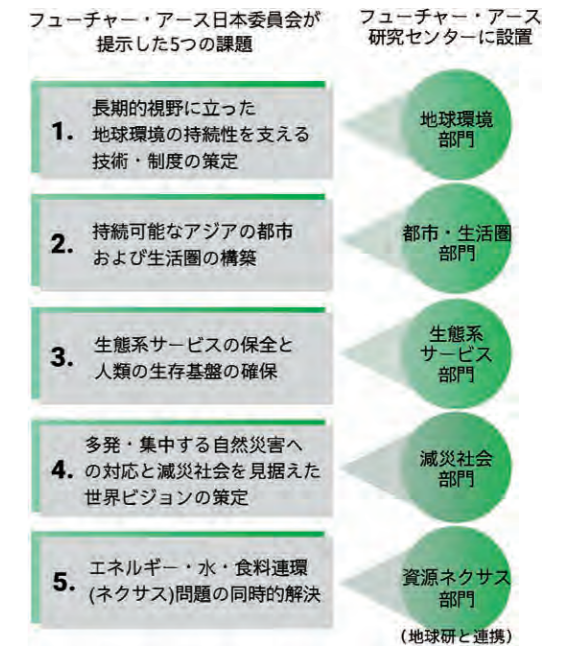 フューチャー・アース日本委員会が
提示した5つの課題
フューチャー・アース
研究センターに設置
1.
長期的視野に立った
地球環境の持続性を支える
技術・制度の策定
地球環境
部門
2.
持続可能なアジアの都市
および生活圏の構築
都市・生活圏
部門
3.
生態系サービスの保全と
人類の生存基盤の確保
生態系
サービス
部門
4.
多発・集中する自然災害へ
の対応と減災社会を見据えた
世界ビジョンの策定
減災社会
部門
5.
エネルギー・水・食料連環
(ネクサス)問題の同時的解決
資源ネクサス
部門
(地球研と連携)